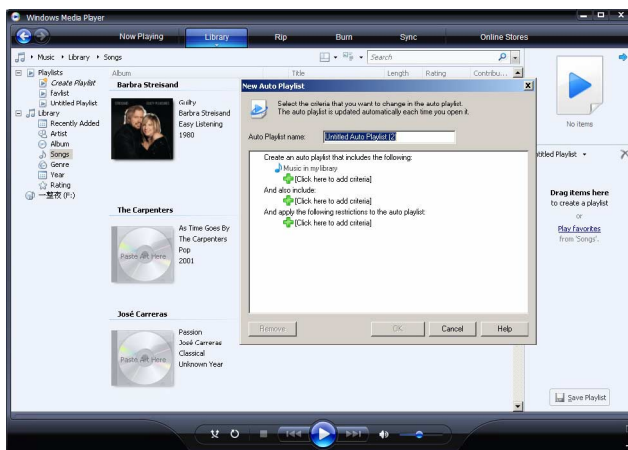 Windows Media Player
Now Playing Library Rip Burn Sync Online Stores
Music Library Songs
Search
Playlists
Create Playlist
favlist
Untitled Playlist
Library
Recently Added
Artist
Album
Songs
Genre
Year
Rating
一整夜 (F:)
Album Title Length Rating Contribu...
Barbra Streisand
Guilty
Barbra Streisand
Easy Listening
1980
The Carpenters
Paste Art Here
As Time Goes By
The Carpenters
Pop
2001
José Carreras
Paste Art Here
Passion
José Carreras
Classical
Unknown Year
New Auto Playlist
Select the criteria that you want to change in the auto playlist.
The auto playlist is updated automatically each time you open it.
Auto Playlist name: Untitled Auto Playlist (2)
Create an auto playlist that includes the following:
Music in my library
[Click here to add criteria]
And also include:
[Click here to add criteria]
And apply the following restrictions to the auto playlist:
[Click here to add criteria]
Remove OK Cancel Help
No items
ntitled Playlist
Drag items here
to create a playlist
or
Play favorites
from 'Songs'.
Save Playlist